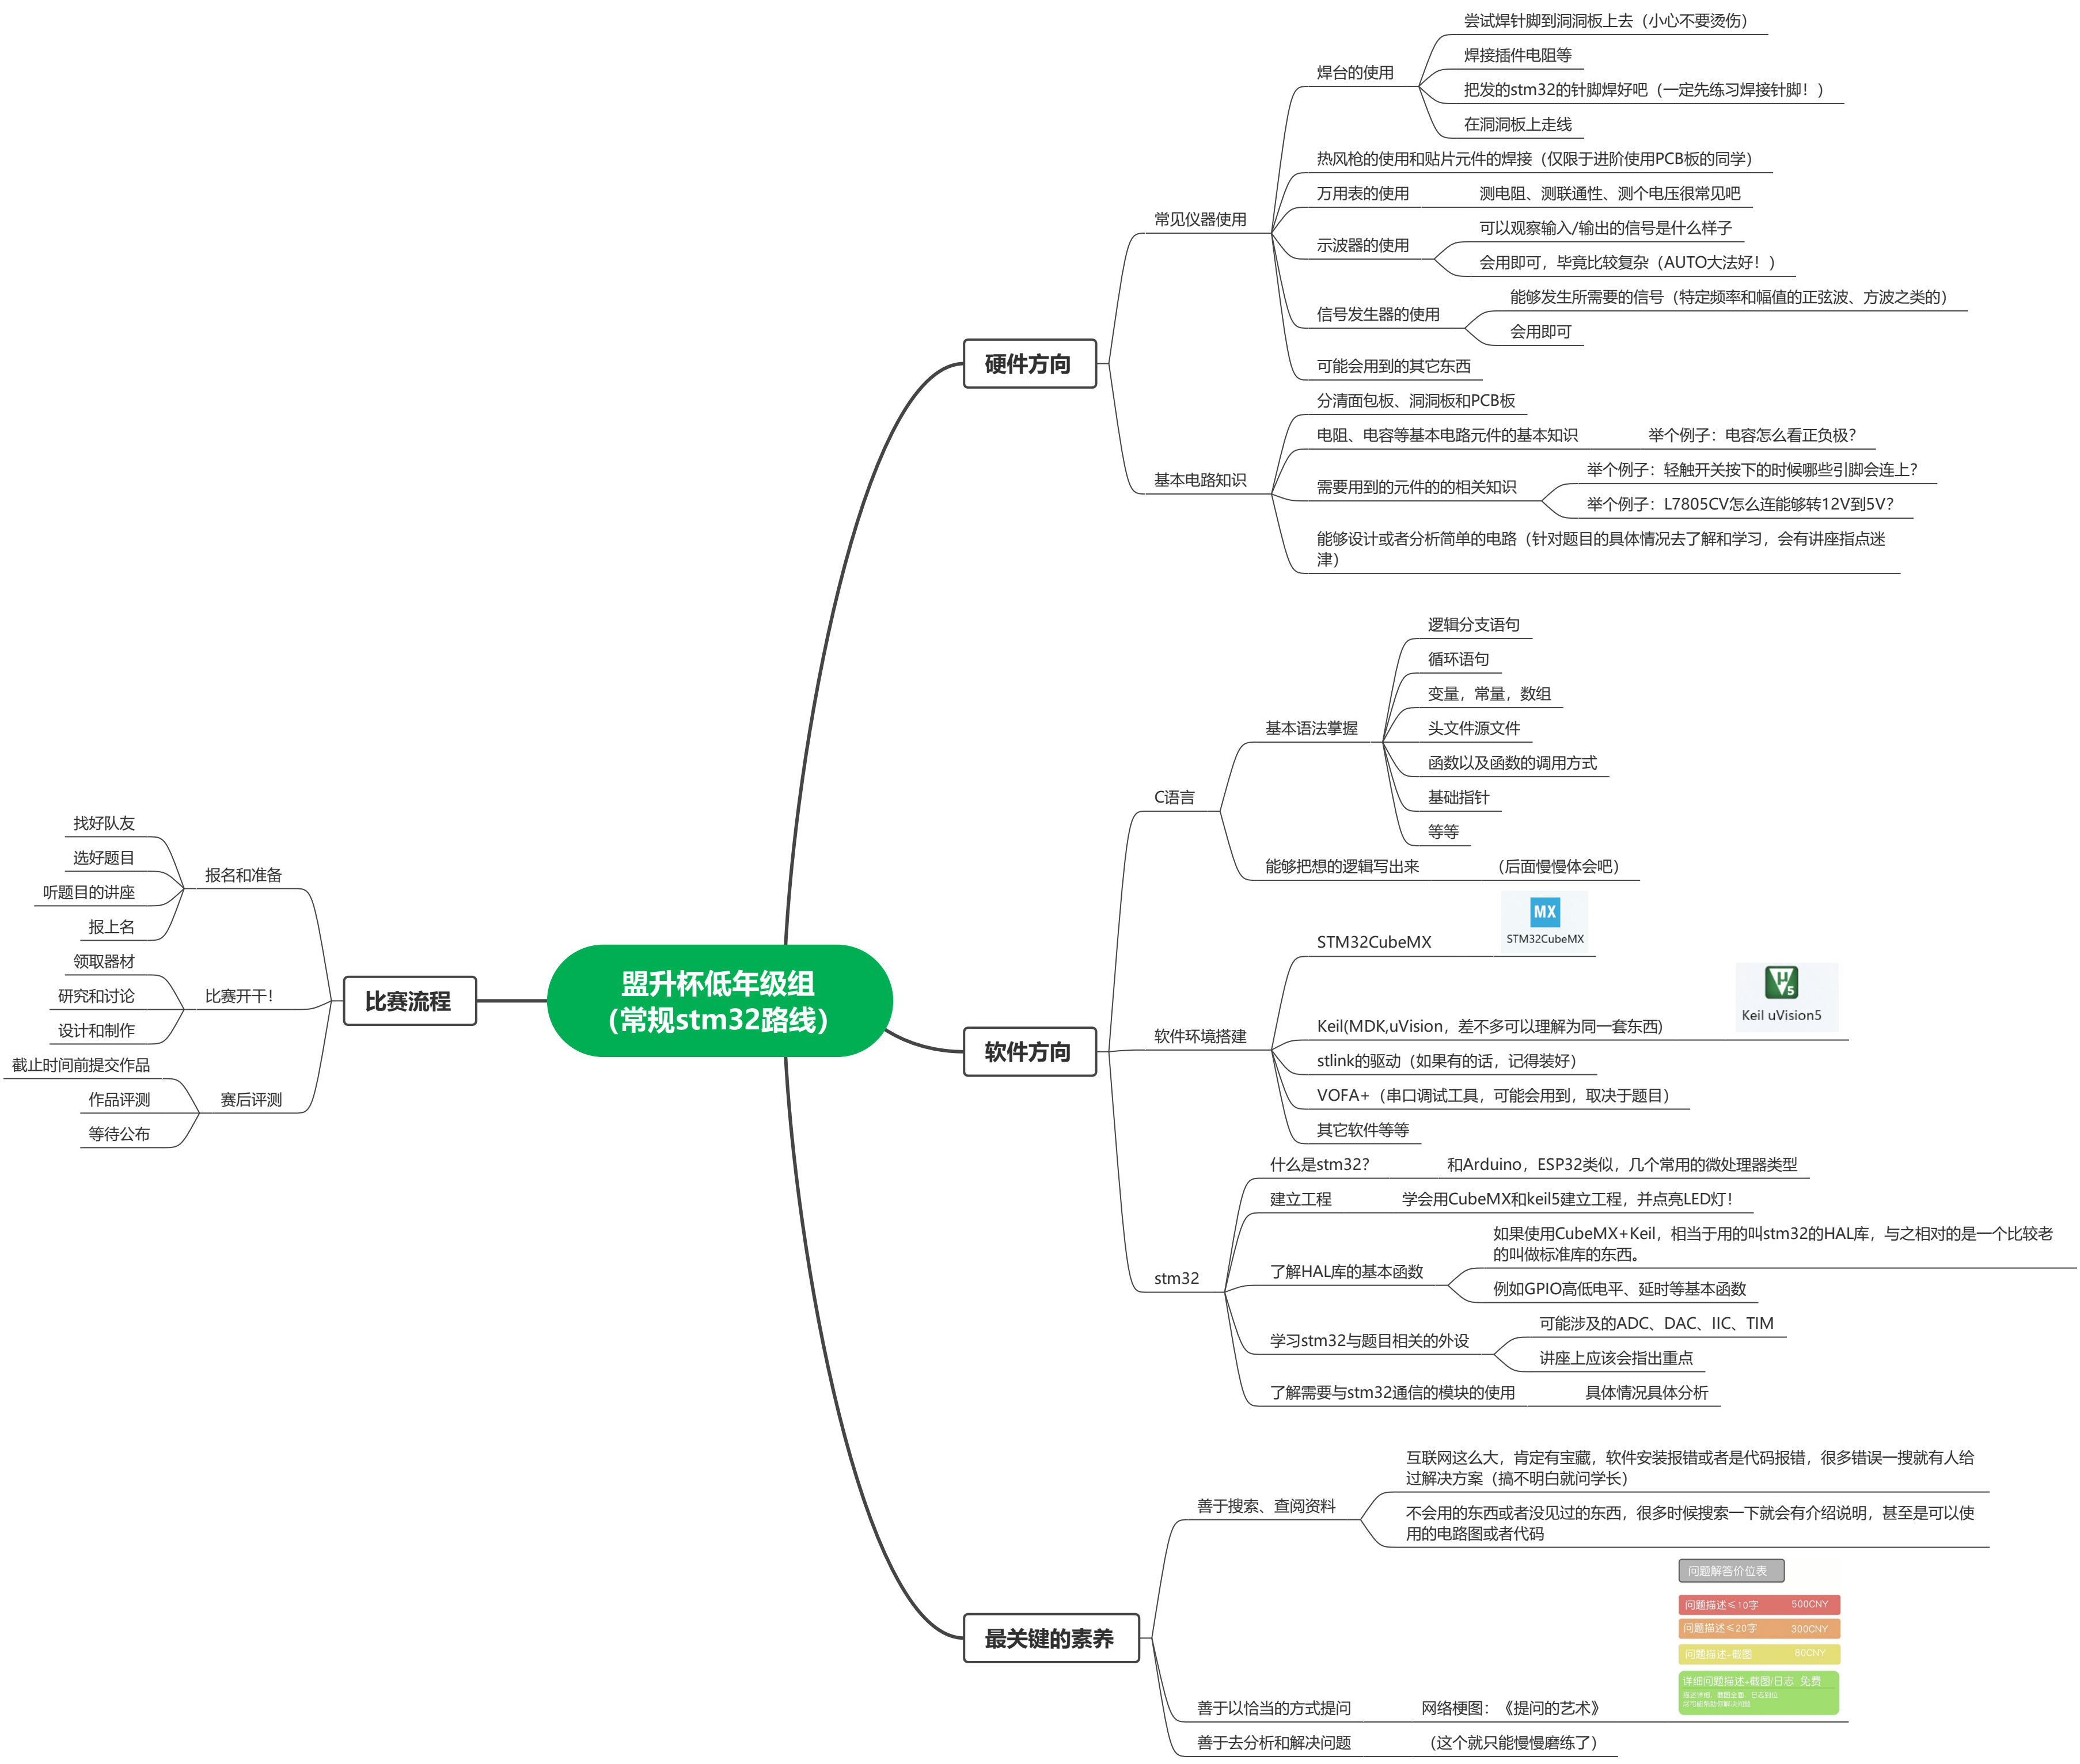 盟升杯低年级组
（常规stm32路线）
硬件方向
常见仪器使用
焊台的使用
尝试焊针脚到洞洞板上去（小心不要烫伤）
焊接插件电阻等
把发的stm32的针脚焊好吧（一定先练习焊接针脚！）
在洞洞板上走线
热风枪的使用和贴片元件的焊接（仅限于进阶使用PCB板的同学）
万用表的使用
测电阻、测联通性、测个电压很常见吧
示波器的使用
可以观察输入/输出的信号是什么样子
会用即可，毕竟比较复杂（AUTO大法好！）
信号发生器的使用
能够发生所需要的信号（特定频率和幅值的正弦波、方波之类的）
会用即可
可能会用到的其它东西
基本电路知识
分清面包板、洞洞板和PCB板
电阻、电容等基本电路元件的基本知识
举个例子：电容怎么看正负极？
需要用到的元件的的相关知识
举个例子：轻触开关按下的时候哪些引脚会连上？
举个例子：L7805CV怎么连能够转12V到5V？
能够设计或者分析简单的电路（针对题目的具体情况去了解和学习，会有讲座指点迷
津）
软件方向
C语言
基本语法掌握
逻辑分支语句
循环语句
变量，常量，数组
头文件源文件
函数以及函数的调用方式
基础指针
等等
能够把想的逻辑写出来
（后面慢慢体会吧）
软件环境搭建
STM32CubeMX
MX
STM32CubeMX
Keil(MDK,uVision，差不多可以理解为同一套东西)
μV5
Keil uVision5
stlink的驱动（如果有的话，记得装好）
VOFA+（串口调试工具，可能会用到，取决于题目）
其它软件等等
stm32
什么是stm32？
和Arduino，ESP32类似，几个常用的微处理器类型
建立工程
学会用CubeMX和keil5建立工程，并点亮LED灯！
了解HAL库的基本函数
如果使用CubeMX+Keil，相当于用的叫stm32的HAL库，与之相对的是一个比较老
的叫做标准库的东西。
例如GPIO高低电平、延时等基本函数
学习stm32与题目相关的外设
可能涉及的ADC、DAC、IIC、TIM
讲座上应该会指出重点
了解需要与stm32通信的模块的使用
具体情况具体分析
最关键的素养
善于搜索、查阅资料
互联网这么大，肯定有宝藏，软件安装报错或者是代码报错，很多错误一搜就有人给
过解决方案（搞不明白就问学长）
不会用的东西或者没见过的东西，很多时候搜索一下就会有介绍说明，甚至是可以使
用的电路图或者代码
善于以恰当的方式提问
网络梗图：《提问的艺术》
问题解答价位表
问题描述≤10字 500CNY
问题描述≤20字 300CNY
问题描述+截图 80CNY
详细问题描述+截图/日志 免费
描述详细、截图全面、日志到位
尽可能帮助你解决问题
善于去分析和解决问题
（这个就只能慢慢磨练了）
比赛流程
报名和准备
找好队友
选好题目
听题目的讲座
报上名
比赛开干！
领取器材
研究和讨论
设计和制作
赛后评测
截止时间前提交作品
作品评测
等待公布